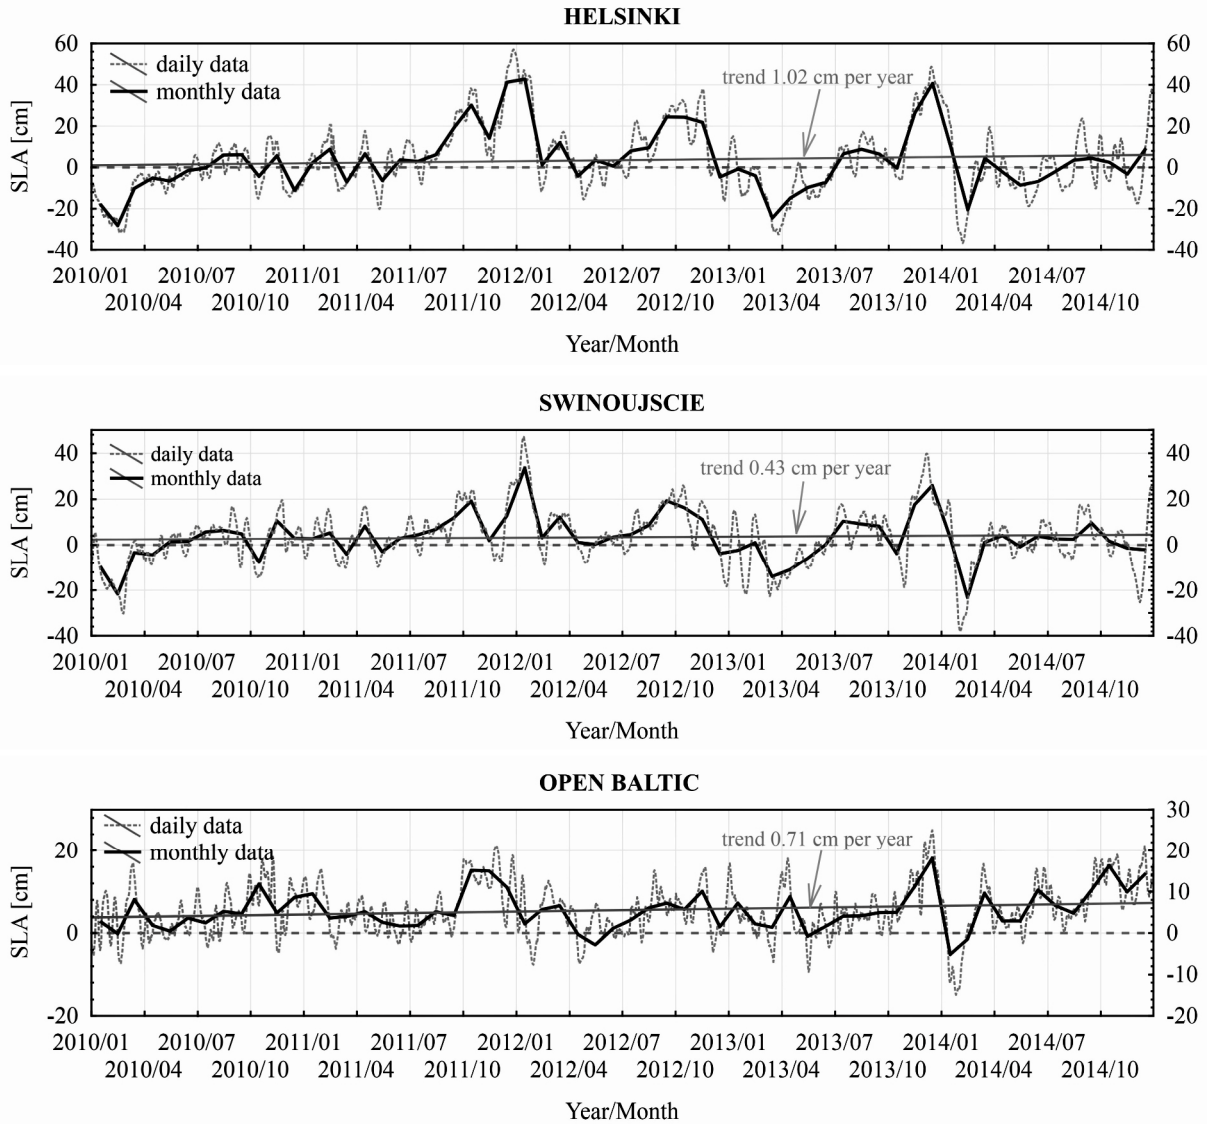 HELSINKI
60 60
daily data
trend 1.02 cm per year
40 40
monthly data
20 20
SLA [cm]
0 0
-20 -20
-40 -40
2010/01 2010/07 2011/01 2011/07 2012/01 2012/07 2013/01 2013/07 2014/01 2014/07
2010/04 2010/10 2011/04 2011/10 2012/04 2012/10 2013/04 2013/10 2014/04 2014/10
Year/Month
SWINOUJSCIE
40 40
daily data
trend 0.43 cm per year
monthly data
20 20
SLA [cm]
0 0
-20 -20
-40 -40
2010/01 2010/07 2011/01 2011/07 2012/01 2012/07 2013/01 2013/07 2014/01 2014/07
2010/04 2010/10 2011/04 2011/10 2012/04 2012/10 2013/04 2013/10 2014/04 2014/10
Year/Month
OPEN BALTIC
30
daily data
trend 0.71 cm per year
20 20
monthly data
10
SLA [cm]
0 0
-10
-20 -20
2010/01 2010/07 2011/01 2011/07 2012/01 2012/07 2013/01 2013/07 2014/01 2014/07
2010/04 2010/10 2011/04 2011/10 2012/04 2012/10 2013/04 2013/10 2014/04 2014/10
Year/Month